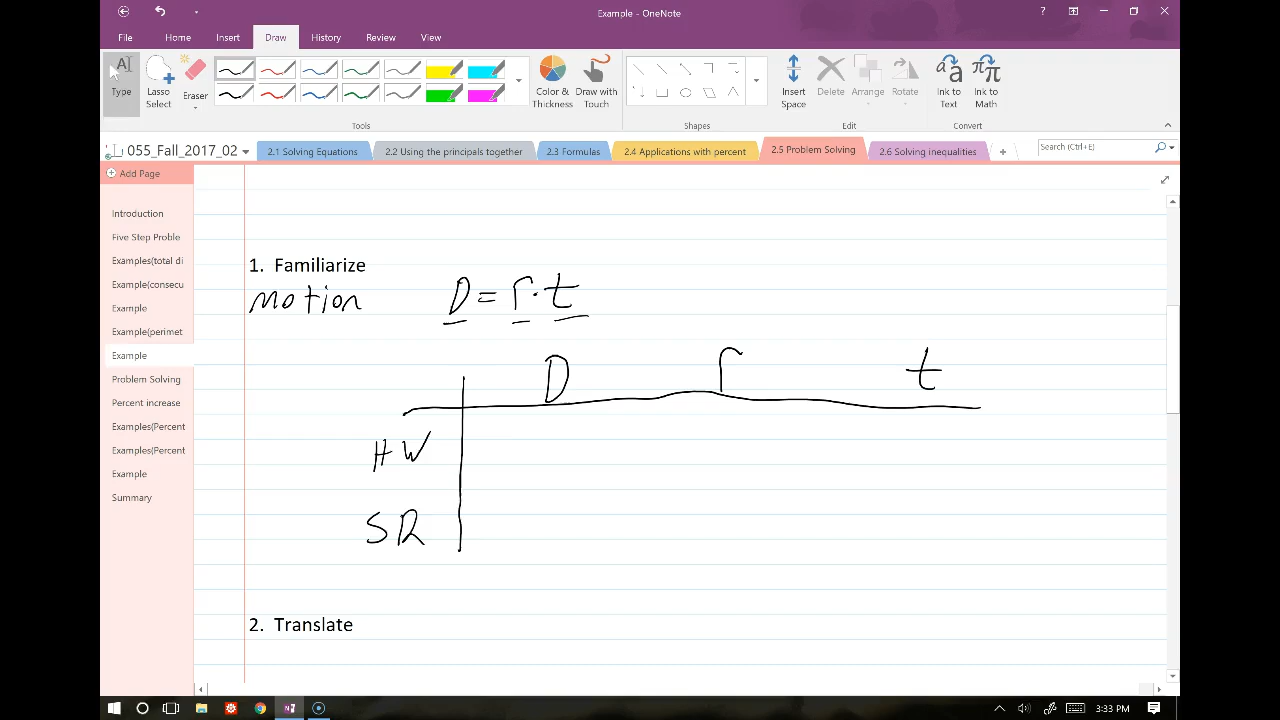 Example - OneNote
File
Home Insert Draw History Review View
Type
Lasso Select
Eraser
Color & Thickness
Draw with Touch
Insert Space
Delete
Arrange
Rotate
Ink to Text
Ink to Math
Tools Shapes Edit Convert
055_Fall_2017_02
2.1 Solving Equations 2.2 Using the principals together 2.3 Formulas 2.4 Applications with percent 2.5 Problem Solving 2.6 Solving inequalities
Search (Ctrl+E)
Add Page
Introduction
Five Step Proble
Examples(total di
Example(consecu
Example
Example(perimet
Example
Problem Solving
Percent increase
Examples(Percent
Examples(Percent
Example
Summary
1. Familiarize
motion D = r · t
D r t
HW
SR
2. Translate
3:33 PM